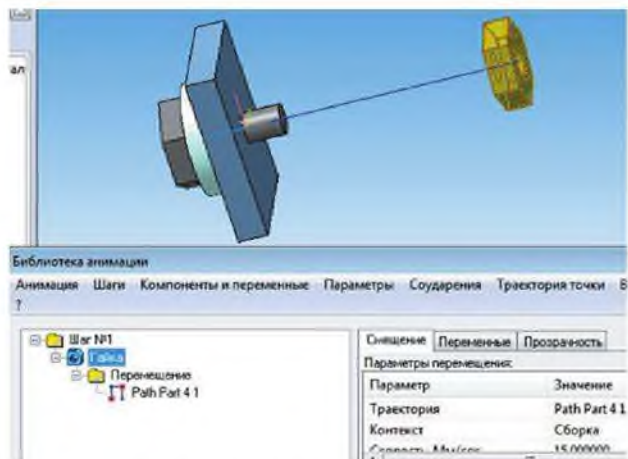 ал
Библиотека анимации
Анимация Шаги Компоненты и переменные Параметры Соударения Траектория точки В
?
Шаг №1
Гайка
Перемещение
Path Part 4 1
Смещение Переменные Прозрачность
Параметры перемещения:
Параметр Значение
Траектория Path Part 4 1
Контекст Сборка
Скорость 15.000000